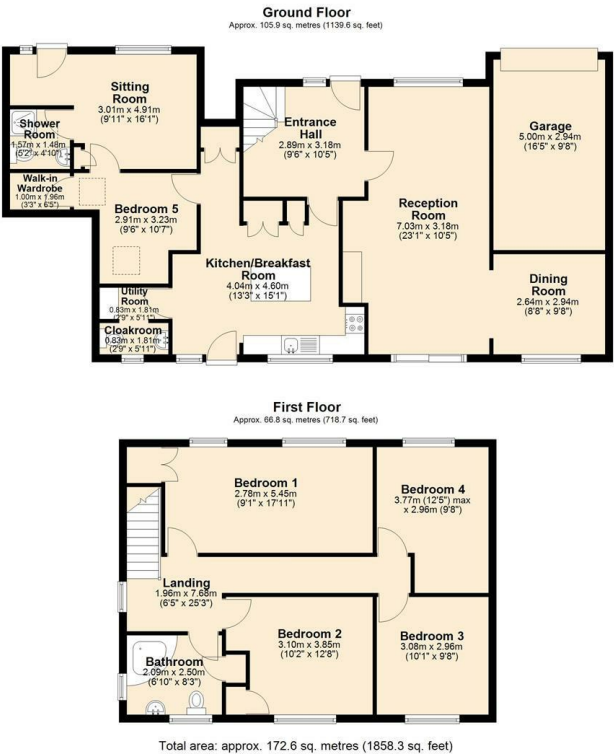 Ground Floor
Approx. 105.9 sq. metres (1139.6 sq. feet)
Sitting
Room
3.01m x 4.91m
(9'11" x 16'1")
Shower
Room
1.57m x 1.48m
(5'2" x 4'10")
Walk-in
Wardrobe
1.00m x 1.96m
(3'3" x 6'5")
Bedroom 5
2.91m x 3.23m
(9'6" x 10'7")
Entrance
Hall
2.89m x 3.18m
(9'6" x 10'5")
Garage
5.00m x 2.94m
(16'5" x 9'8")
Reception
Room
7.03m x 3.18m
(23'1" x 10'5")
Kitchen/Breakfast
Room
4.04m x 4.60m
(13'3" x 15'1")
Dining
Room
2.64m x 2.94m
(8'8" x 9'8")
Utility
Room
0.83m x 1.81m
(2'9" x 5'11")
Cloakroom
0.83m x 1.81m
(2'9" x 5'11")
First Floor
Approx. 66.8 sq. metres (718.7 sq. feet)
Bedroom 1
2.78m x 5.45m
(9'1" x 17'11")
Bedroom 4
3.77m (12'5") max
x 2.96m (9'8")
Landing
1.96m x 7.68m
(6'5" x 25'3")
Bedroom 2
3.10m x 3.85m
(10'2" x 12'8")
Bedroom 3
3.08m x 2.96m
(10'1" x 9'8")
Bathroom
2.09m x 2.50m
(6'10" x 8'3")
Total area: approx. 172.6 sq. metres (1858.3 sq. feet)